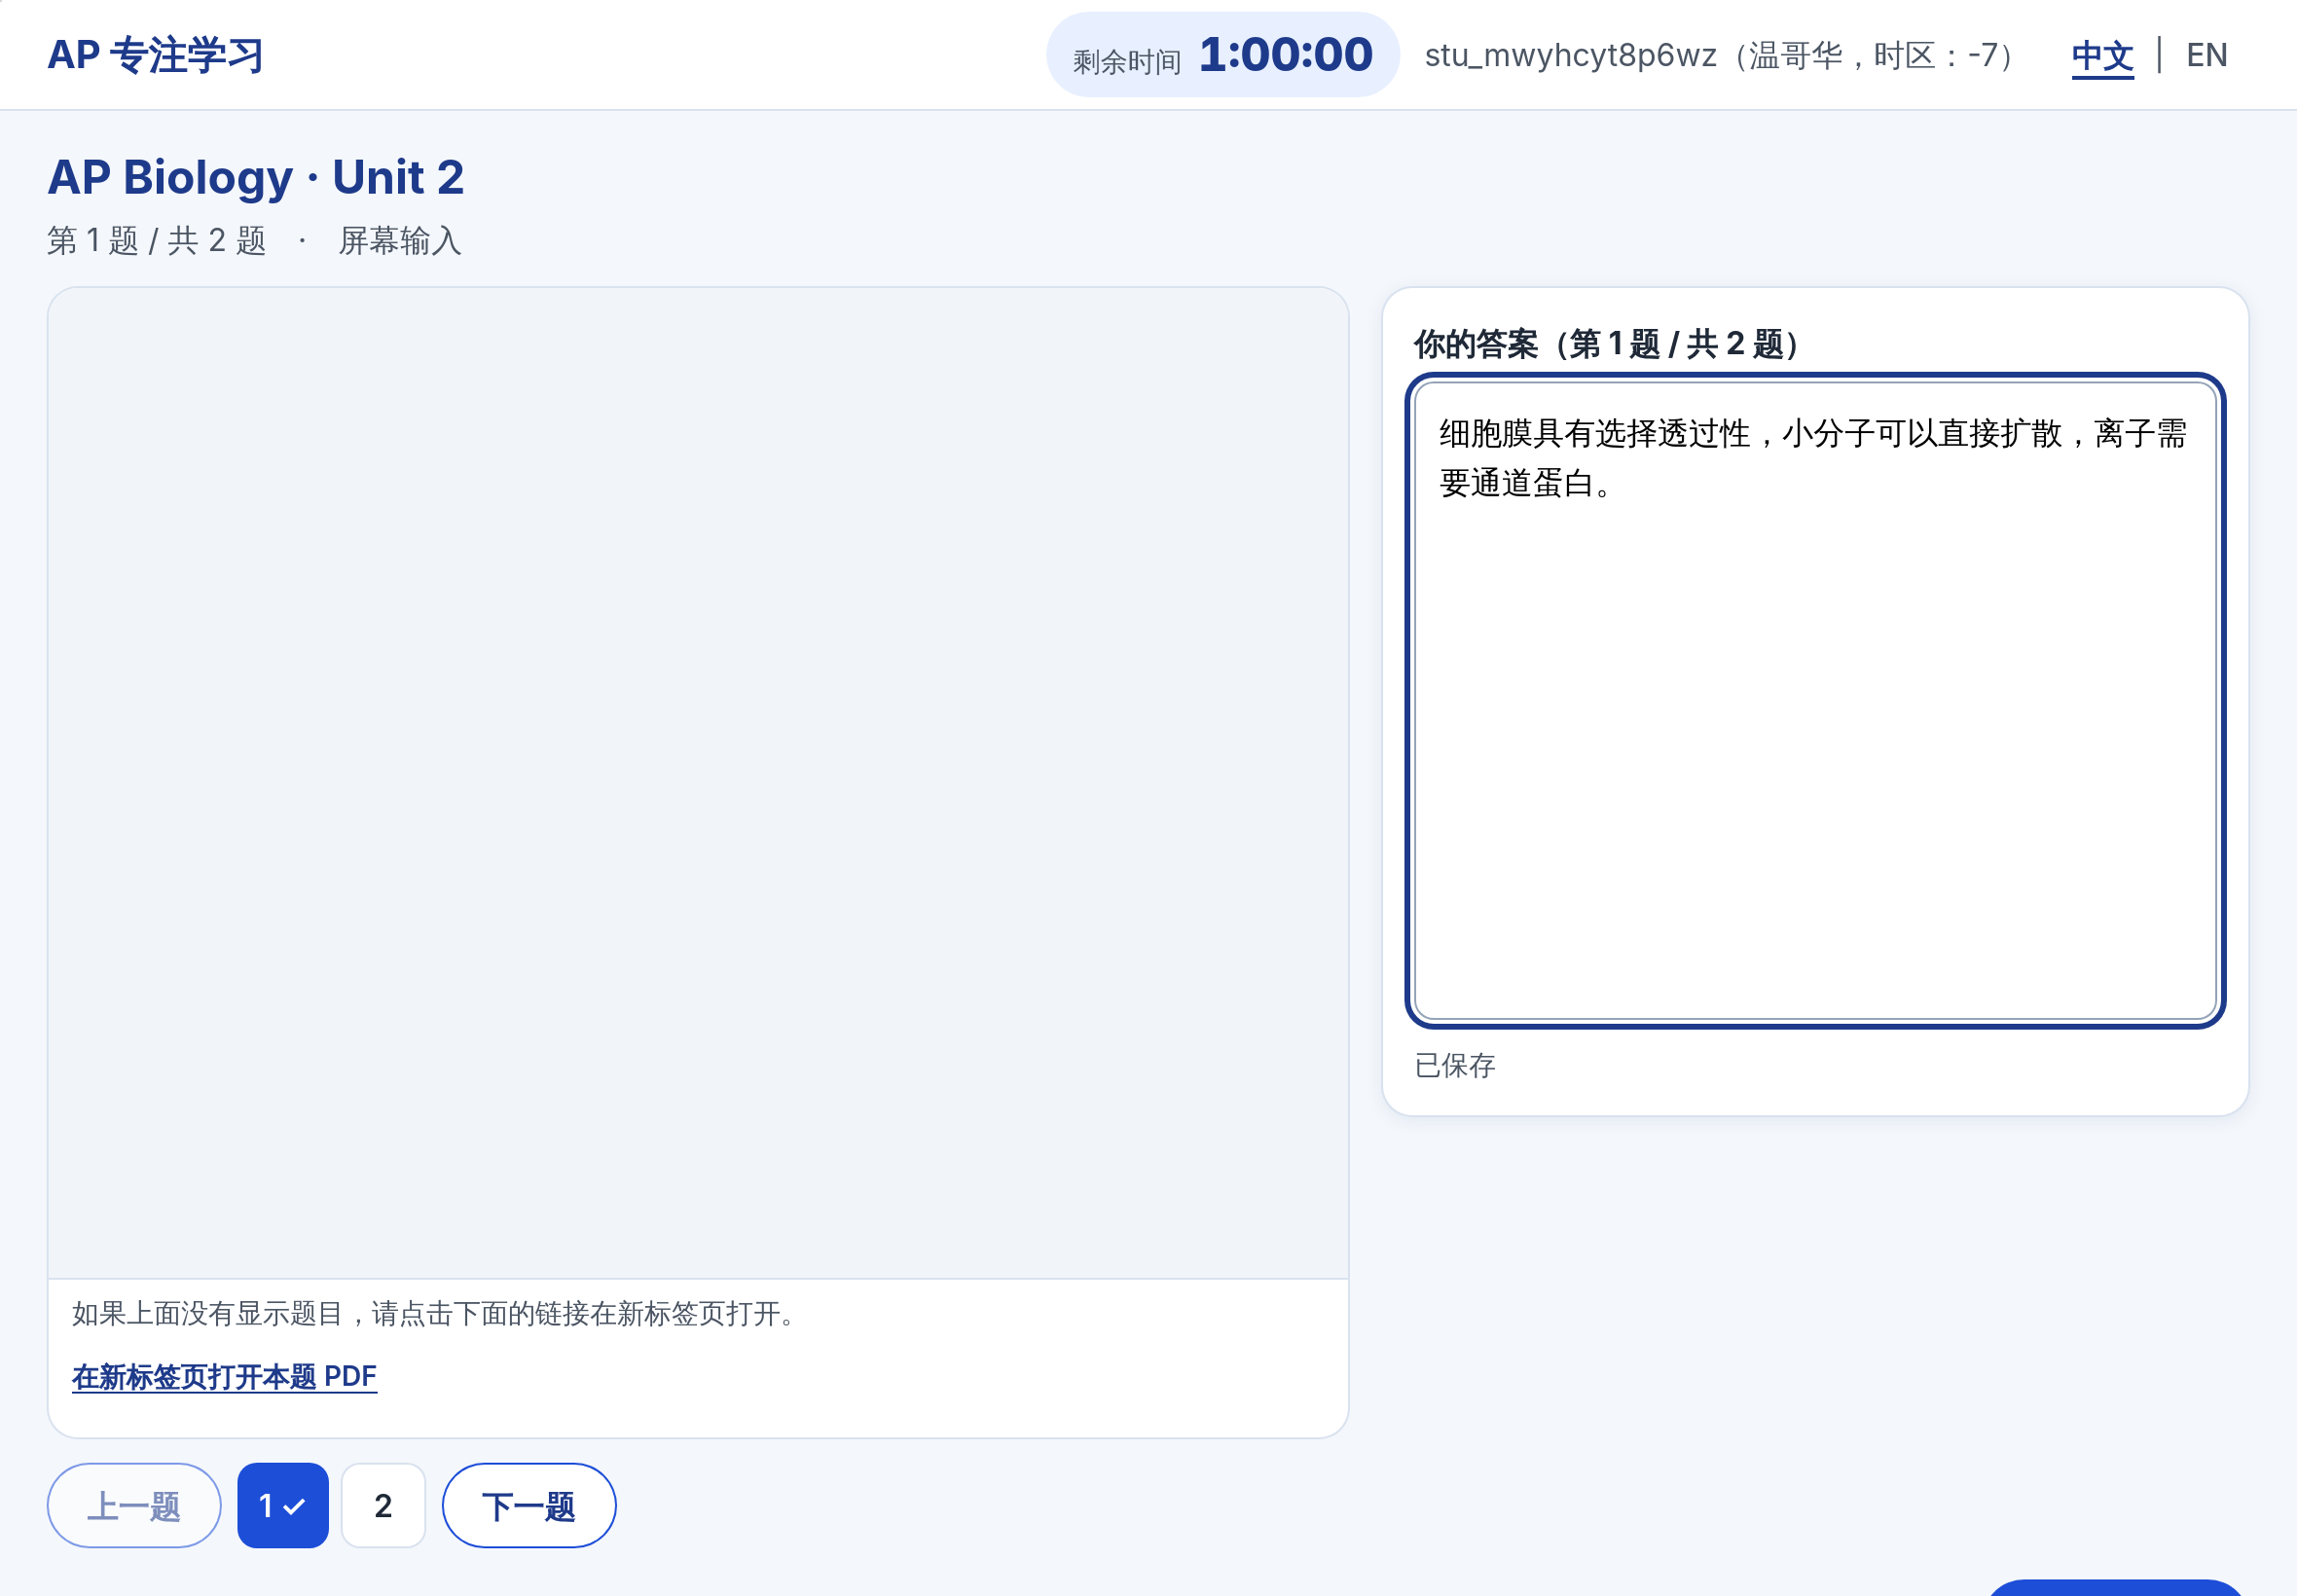 AP 专注学习
剩余时间 1:00:00
stu_mwyhcyt8p6wz（温哥华，时区：-7）
中文 | EN
AP Biology · Unit 2
第 1 题 / 共 2 题 · 屏幕输入
你的答案（第 1 题 / 共 2 题）
细胞膜具有选择透过性，小分子可以直接扩散，离子需
要通道蛋白。
已保存
如果上面没有显示题目，请点击下面的链接在新标签页打开。
在新标签页打开本题 PDF
上一题
1 ✓
2
下一题